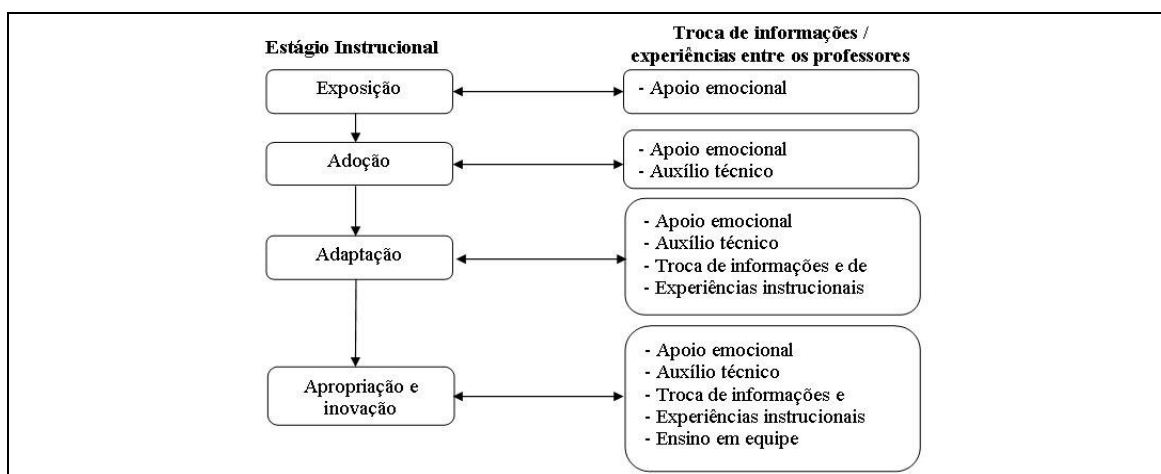 Estágio Instrucional
Troca de informações /
experiências entre os professores
Exposição
- Apoio emocional
Adoção
- Apoio emocional
- Auxílio técnico
Adaptação
- Apoio emocional
- Auxílio técnico
- Troca de informações e de
- Experiências instrucionais
Apropriação e
inovação
- Apoio emocional
- Auxílio técnico
- Troca de informações e
- Experiências instrucionais
- Ensino em equipe